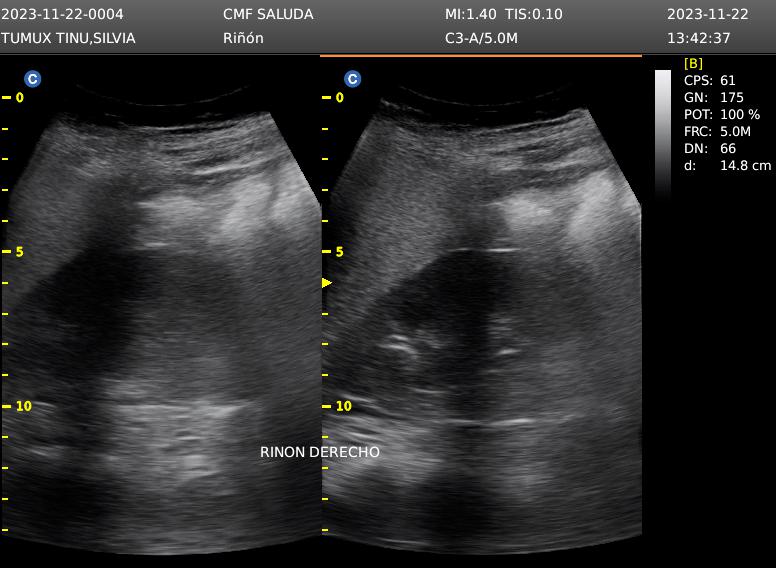 2023-11-22-0004 CMF SALUDA MI:1.40 TIS:0.10 2023-11-22
TUMUX TINU,SILVIA Riñón C3-A/5.0M 13:42:37
C C
0 0
5 5
10 10
[B]
CPS: 61
GN: 175
POT: 100 %
FRC: 5.0M
DN: 66
d: 14.8 cm
RINON DERECHO